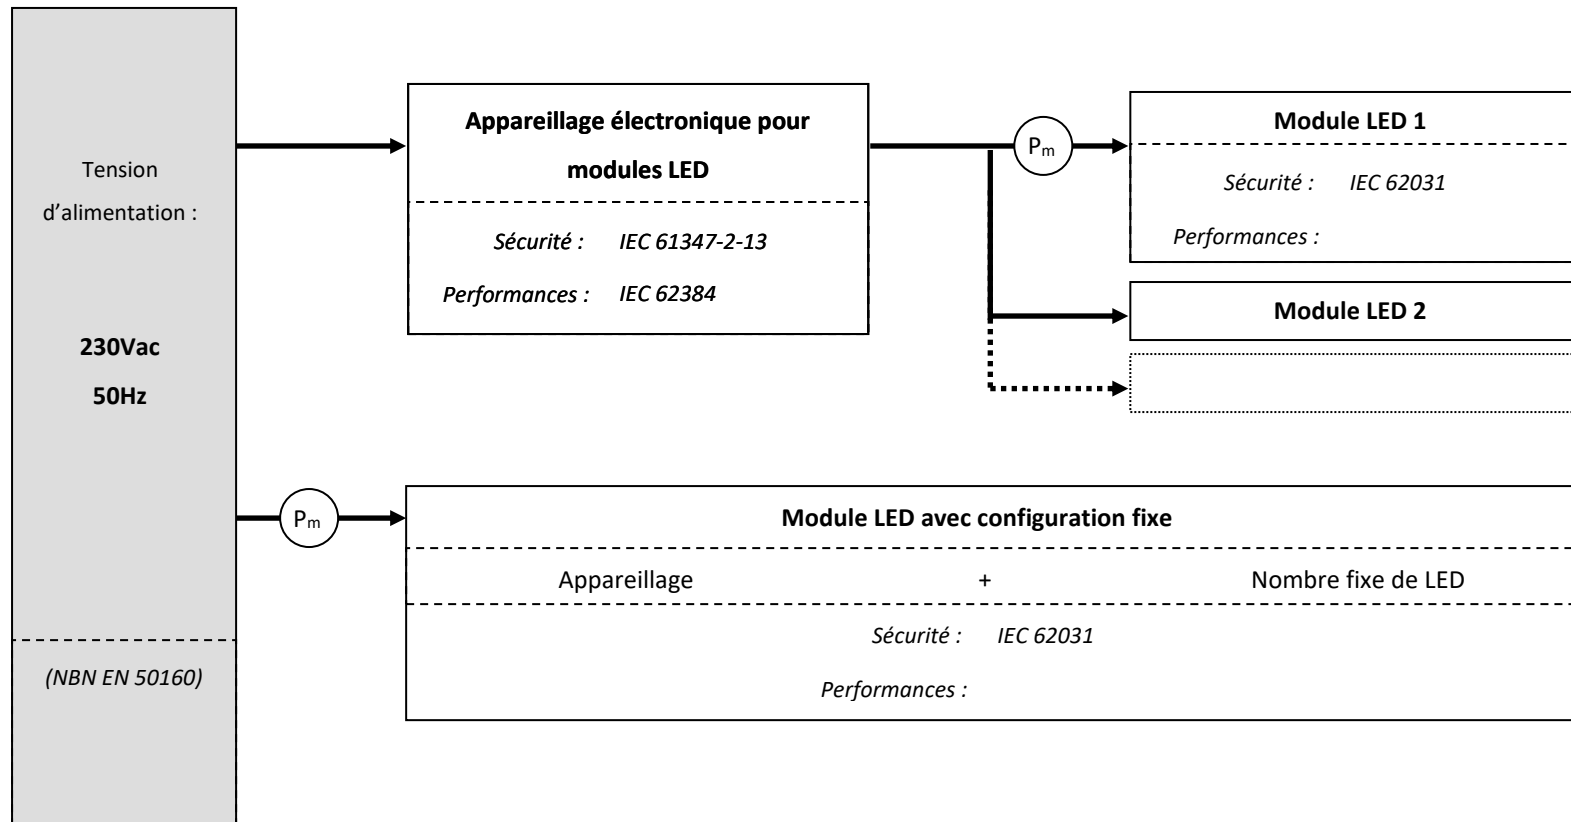 Tension
d’alimentation :
230Vac
50Hz
(NBN EN 50160)
Appareillage électronique pour
modules LED
Sécurité : IEC 61347-2-13
Performances : IEC 62384
Pm
Module LED 1
Sécurité : IEC 62031
Performances :
Module LED 2
Pm
Module LED avec configuration fixe
Appareillage + Nombre fixe de LED
Sécurité : IEC 62031
Performances :